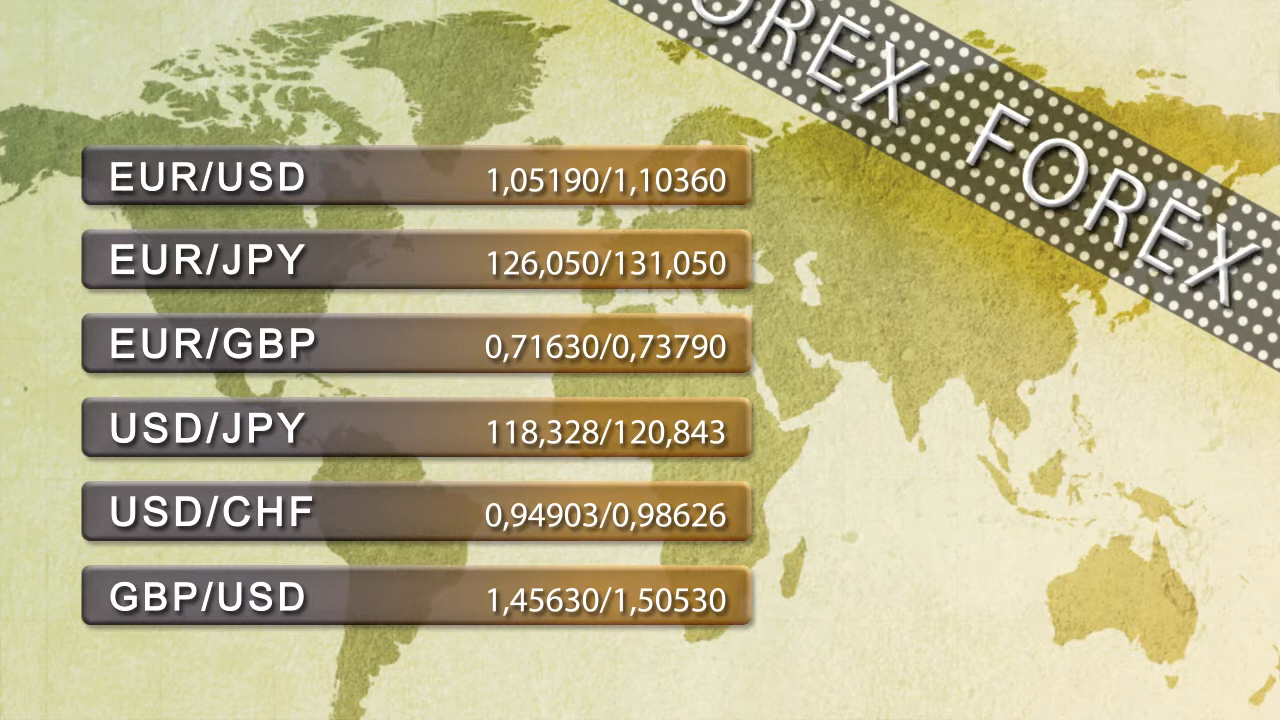 OREX FOREX
EUR/USD 1,05190/1,10360
EUR/JPY 126,050/131,050
EUR/GBP 0,71630/0,73790
USD/JPY 118,328/120,843
USD/CHF 0,94903/0,98626
GBP/USD 1,45630/1,50530